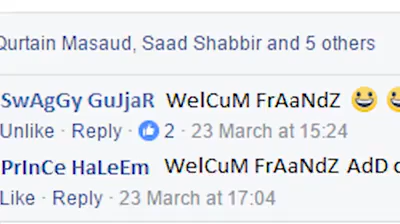 Qurtain Masaud, Saad Shabbir and 5 others
SwAgGy GuJjaR WelCuM FrAaNdZ
Unlike · Reply · 2 · 23 March at 15:24
PrInCe HaLeEm WelCuM FrAaNdZ AdD
Like · Reply · 23 March at 17:04